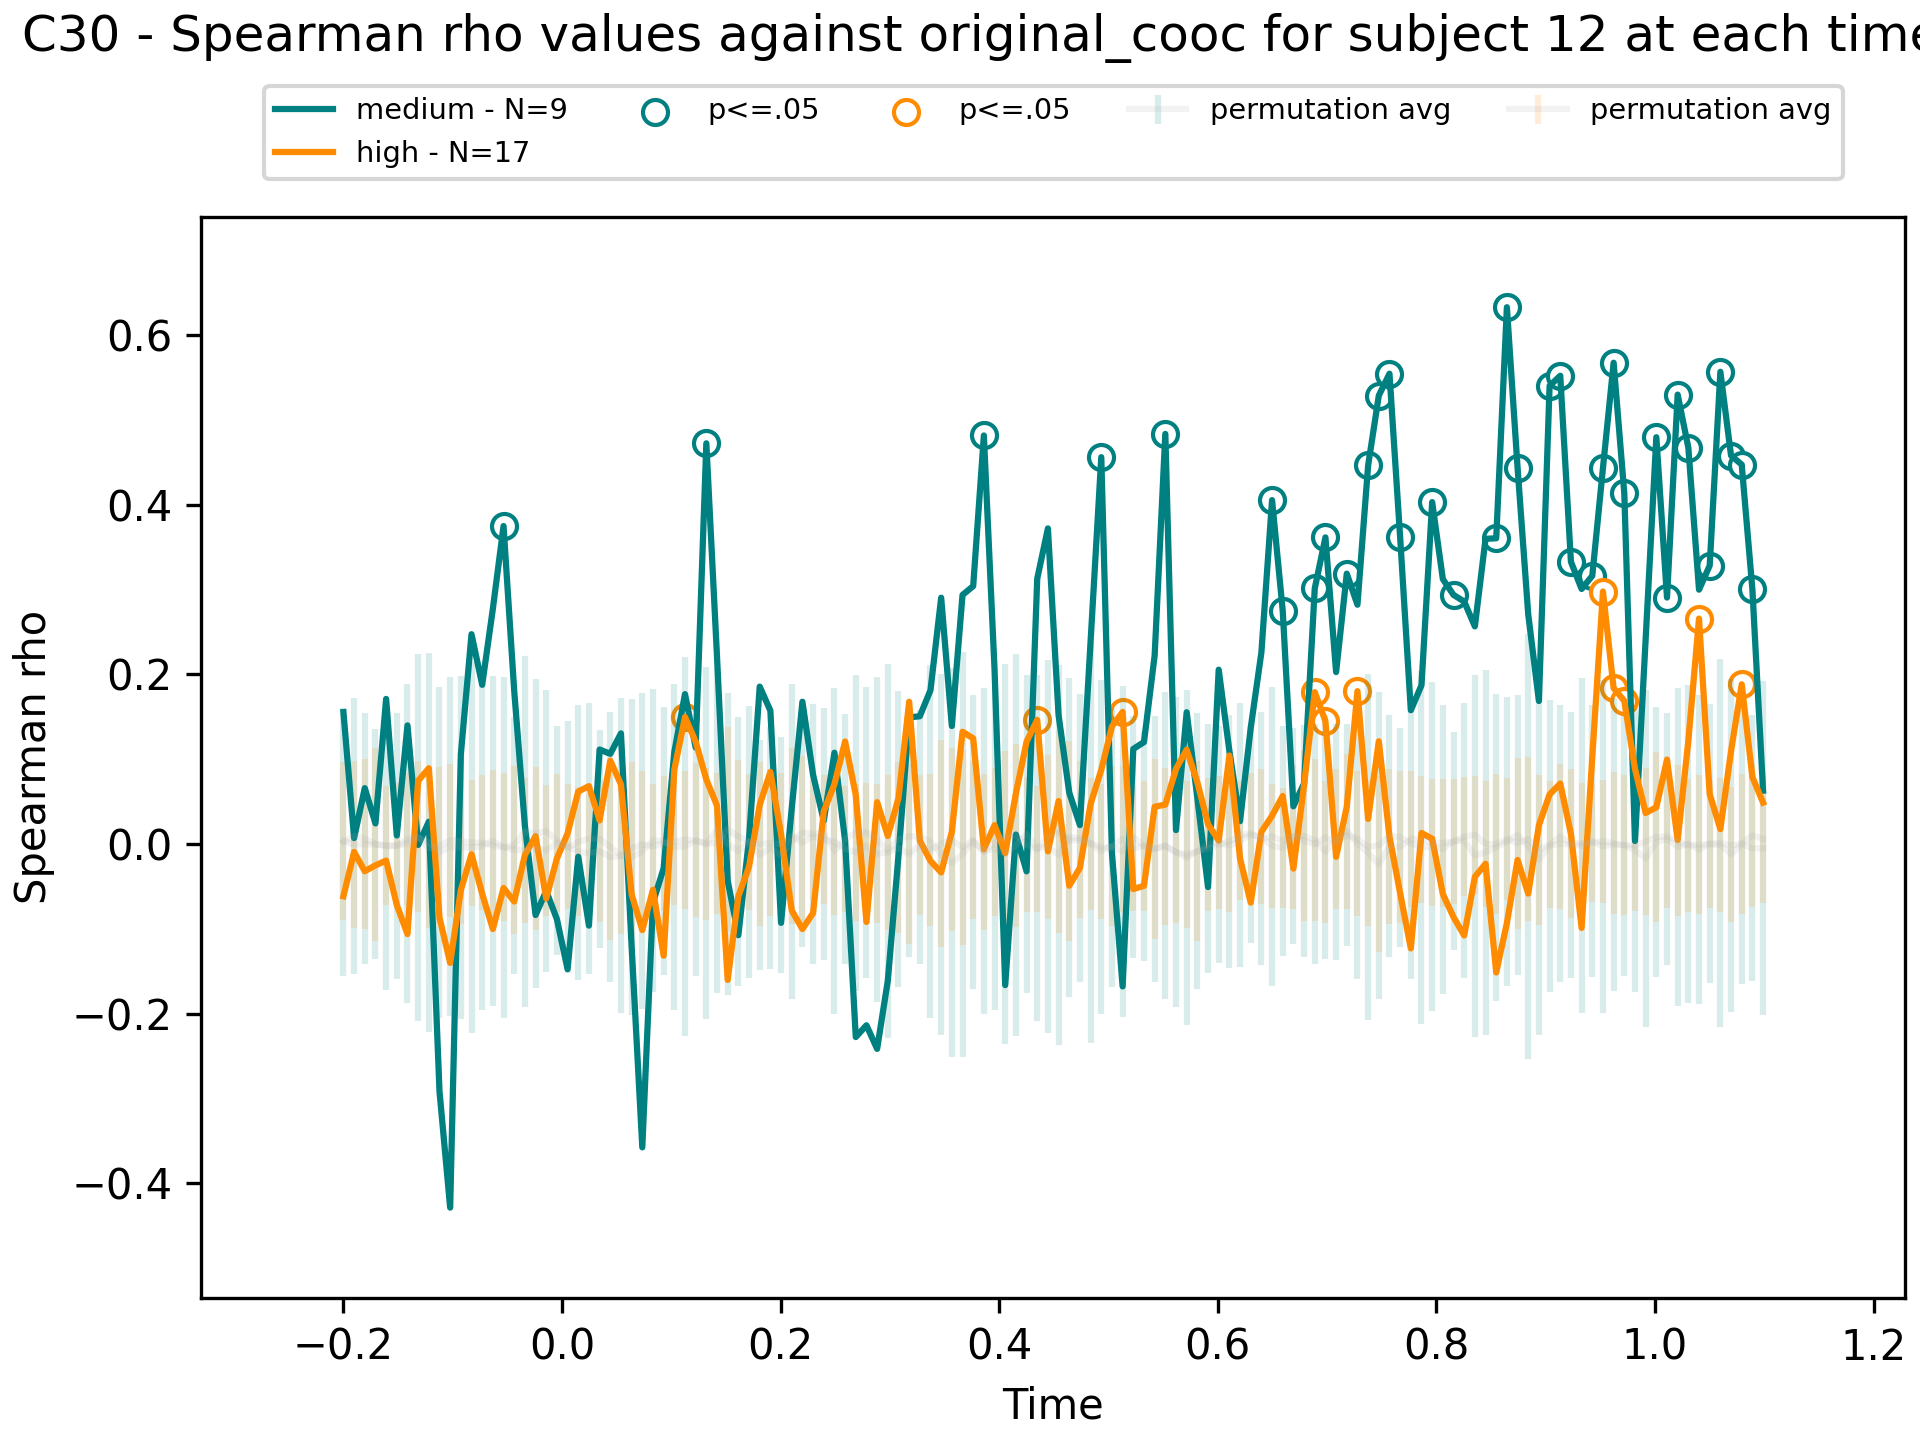 C30 - Spearman rho values against original_cooc for subject 12 at each time
medium - N=9
high - N=17
p<=.05
p<=.05
permutation avg
permutation avg
Spearman rho
0.6
0.4
0.2
0.0
−0.2
−0.4
−0.2 0.0 0.2 0.4 0.6 0.8 1.0 1.2
Time